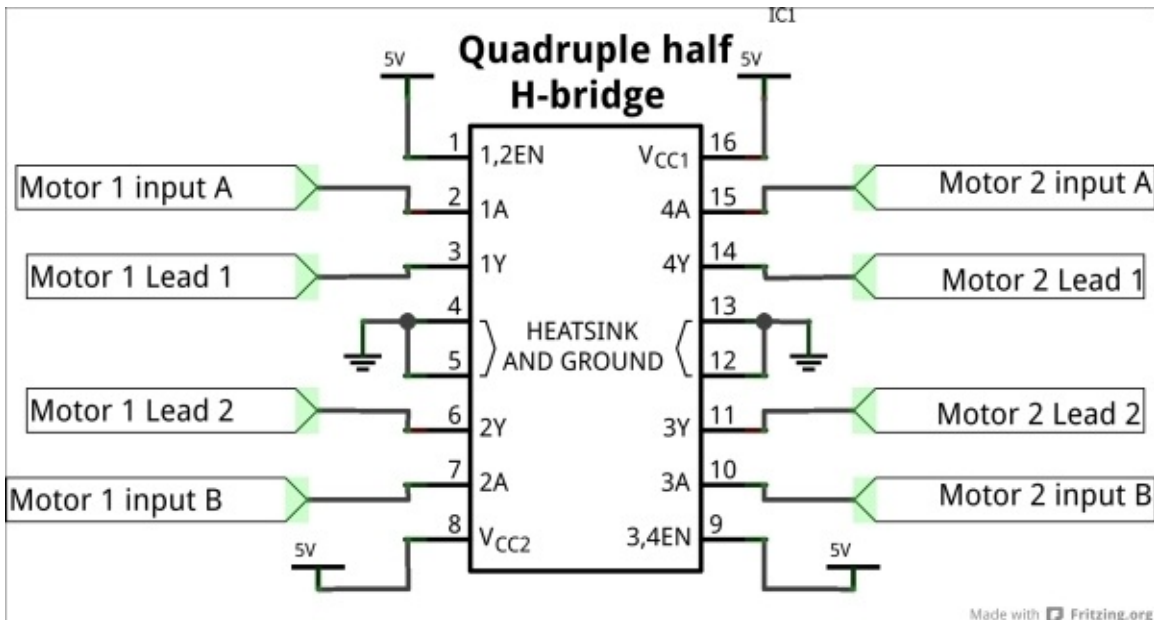 IC1
Quadruple half
H-bridge
5V
5V
1
1,2EN
VCC1
16
Motor 1 input A
2
1A
4A
15
Motor 2 input A
Motor 1 Lead 1
3
1Y
4Y
14
Motor 2 Lead 1
4
13
HEATSINK
AND GROUND
5
12
Motor 1 Lead 2
6
2Y
3Y
11
Motor 2 Lead 2
Motor 1 input B
7
2A
3A
10
Motor 2 input B
8
VCC2
3,4EN
9
5V
5V
Made with Fritzing.org